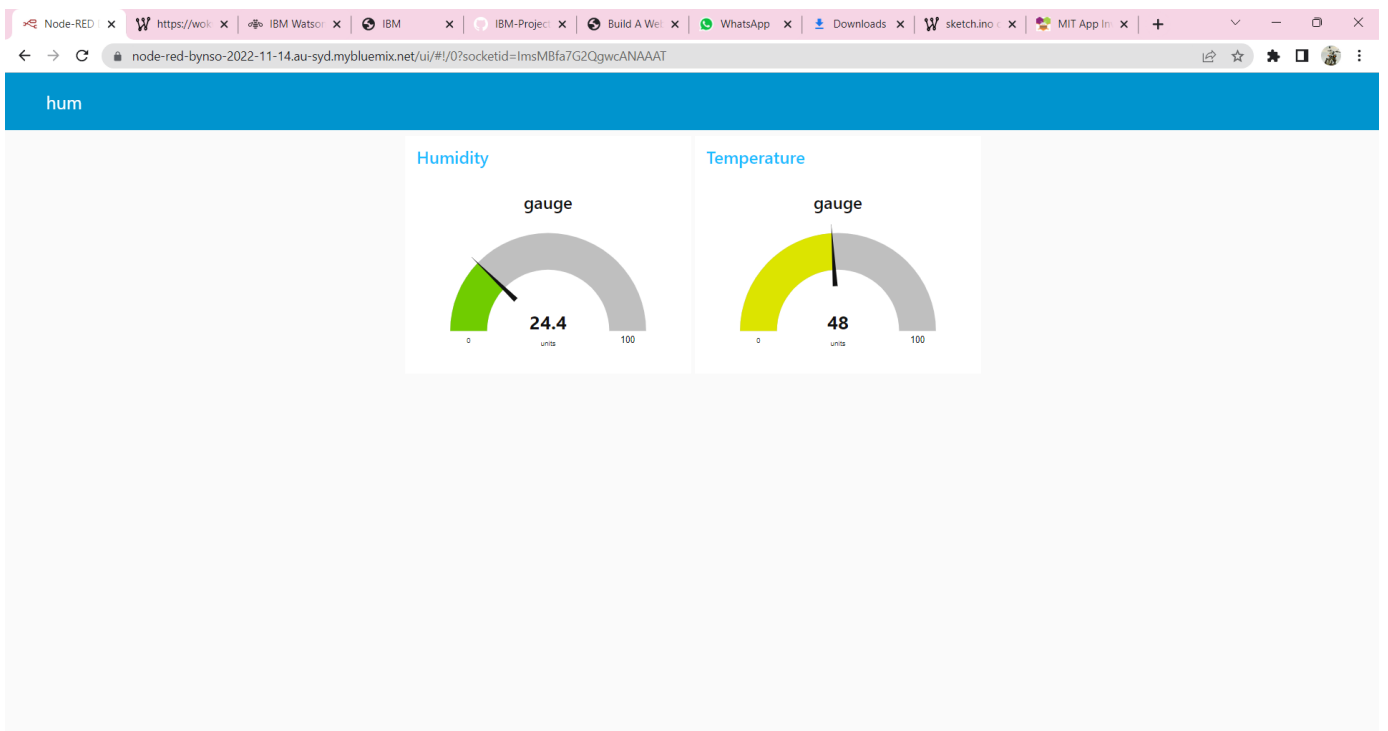 Node-RED
https://wok
IBM Watson
IBM
IBM-Project
Build A Web
WhatsApp
Downloads
sketch.ino
MIT App In
node-red-bynso-2022-11-14.au-syd.mybluemix.net/ui/#!/0?socketid=ImsMBfa7G2QgwcANAAAT
hum
Humidity
gauge
24.4
units
0
100
Temperature
gauge
48
units
0
100